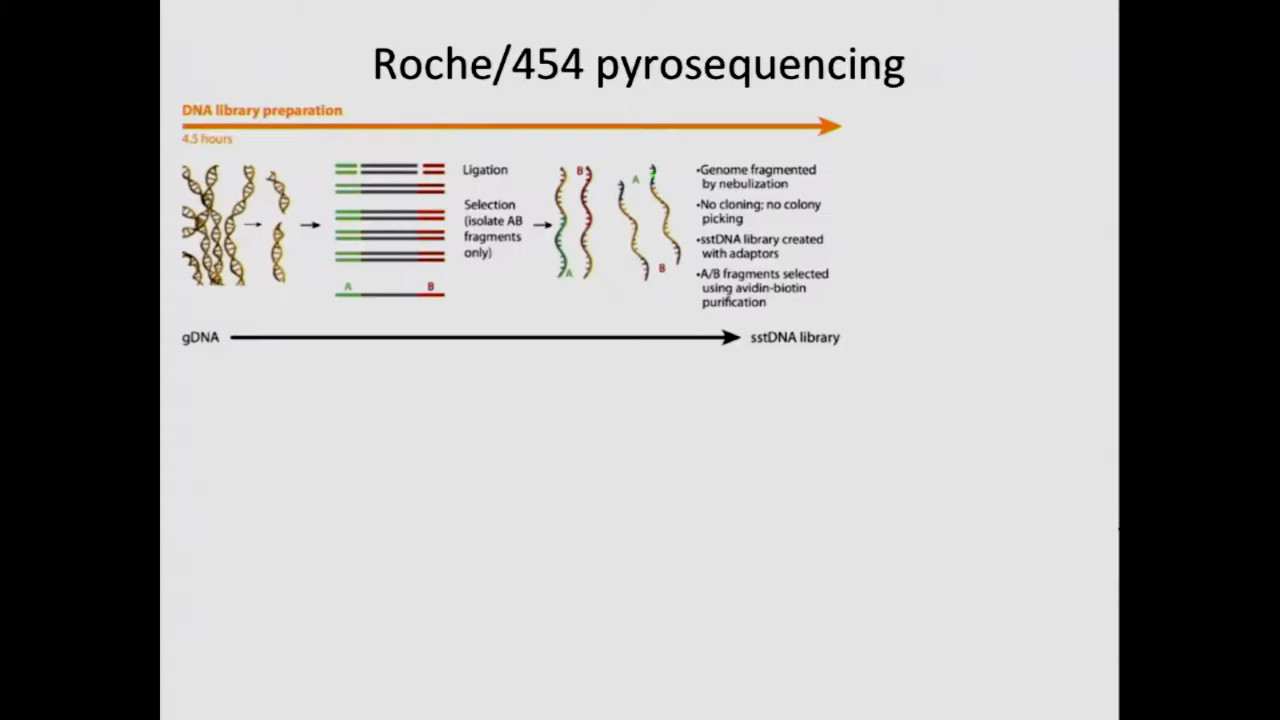 Roche/454 pyrosequencing
DNA library preparation
4.5 hours
Ligation
Selection
(isolate AB
fragments
only)
A
B
B
A
A
B
•Genome fragmented
by nebulization
•No cloning; no colony
picking
•sstDNA library created
with adaptors
•A/B fragments selected
using avidin-biotin
purification
gDNA
sstDNA library